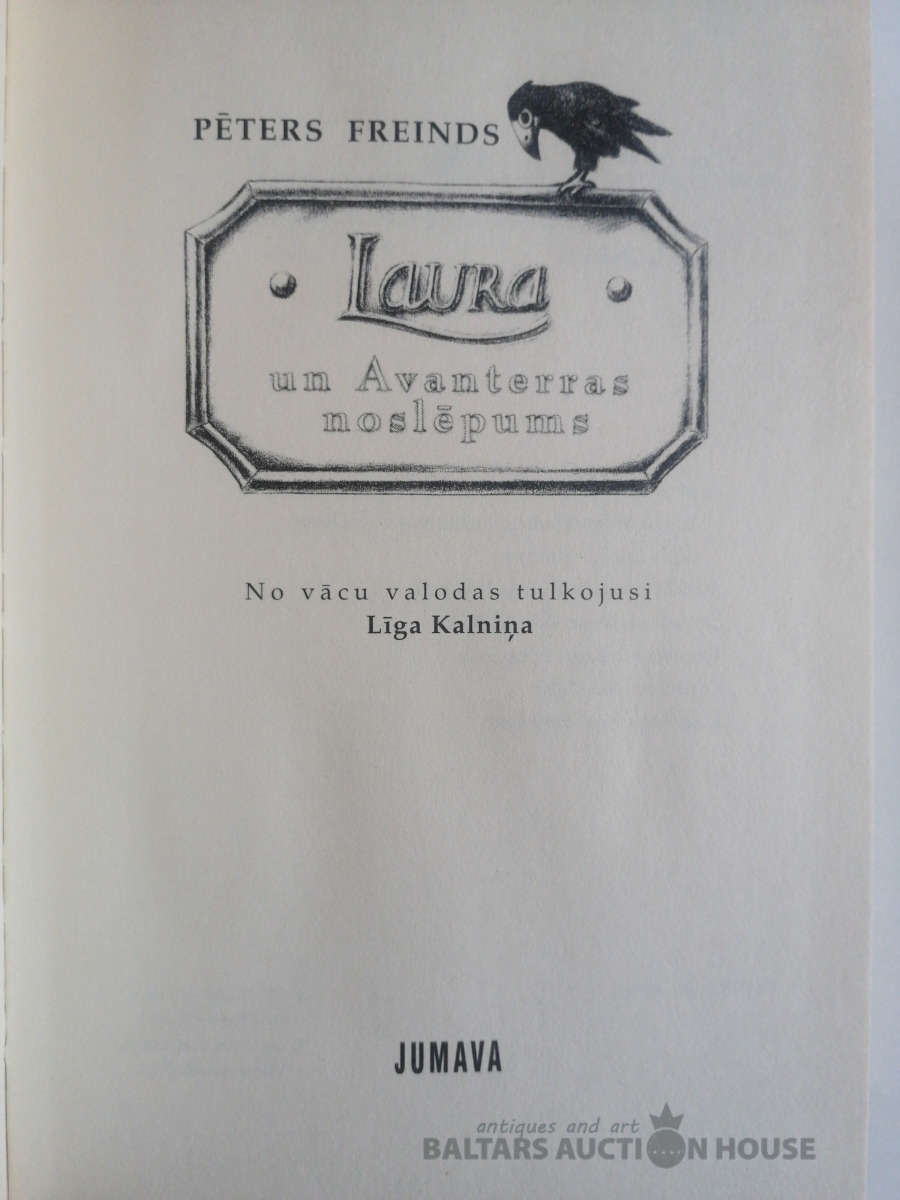 PĒTERS FREINDS
Laura
un Avanterras
noslēpums
No vācu valodas tulkojusi
Līga Kalniņa
JUMAVA
antiques and art
BALTARS AUCTION HOUSE